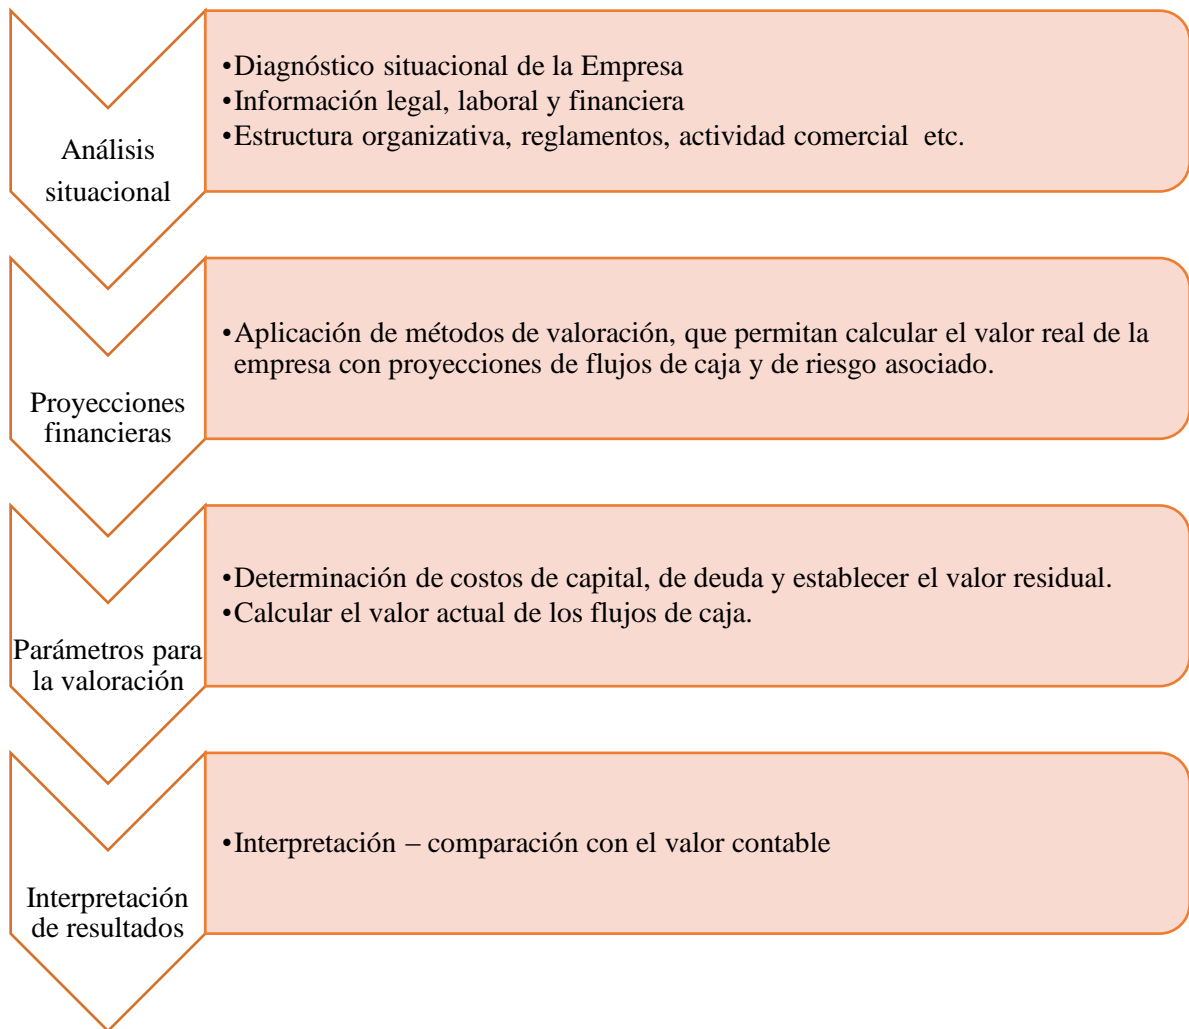 Análisis
situacional
•Diagnóstico situacional de la Empresa
•Información legal, laboral y financiera
•Estructura organizativa, reglamentos, actividad comercial  etc.
Proyecciones
financieras
•Aplicación de métodos de valoración, que permitan calcular el valor real de la
empresa con proyecciones de flujos de caja y de riesgo asociado.
Parámetros para
la valoración
•Determinación de costos de capital, de deuda y establecer el valor residual.
•Calcular el valor actual de los flujos de caja.
Interpretación
de resultados
•Interpretación – comparación con el valor contable